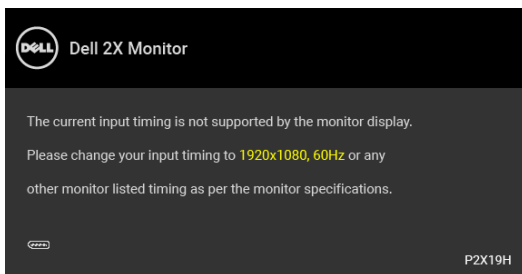 DELL
Dell 2X Monitor
The current input timing is not supported by the monitor display.
Please change your input timing to 1920x1080, 60Hz or any
other monitor listed timing as per the monitor specifications.
P2X19H